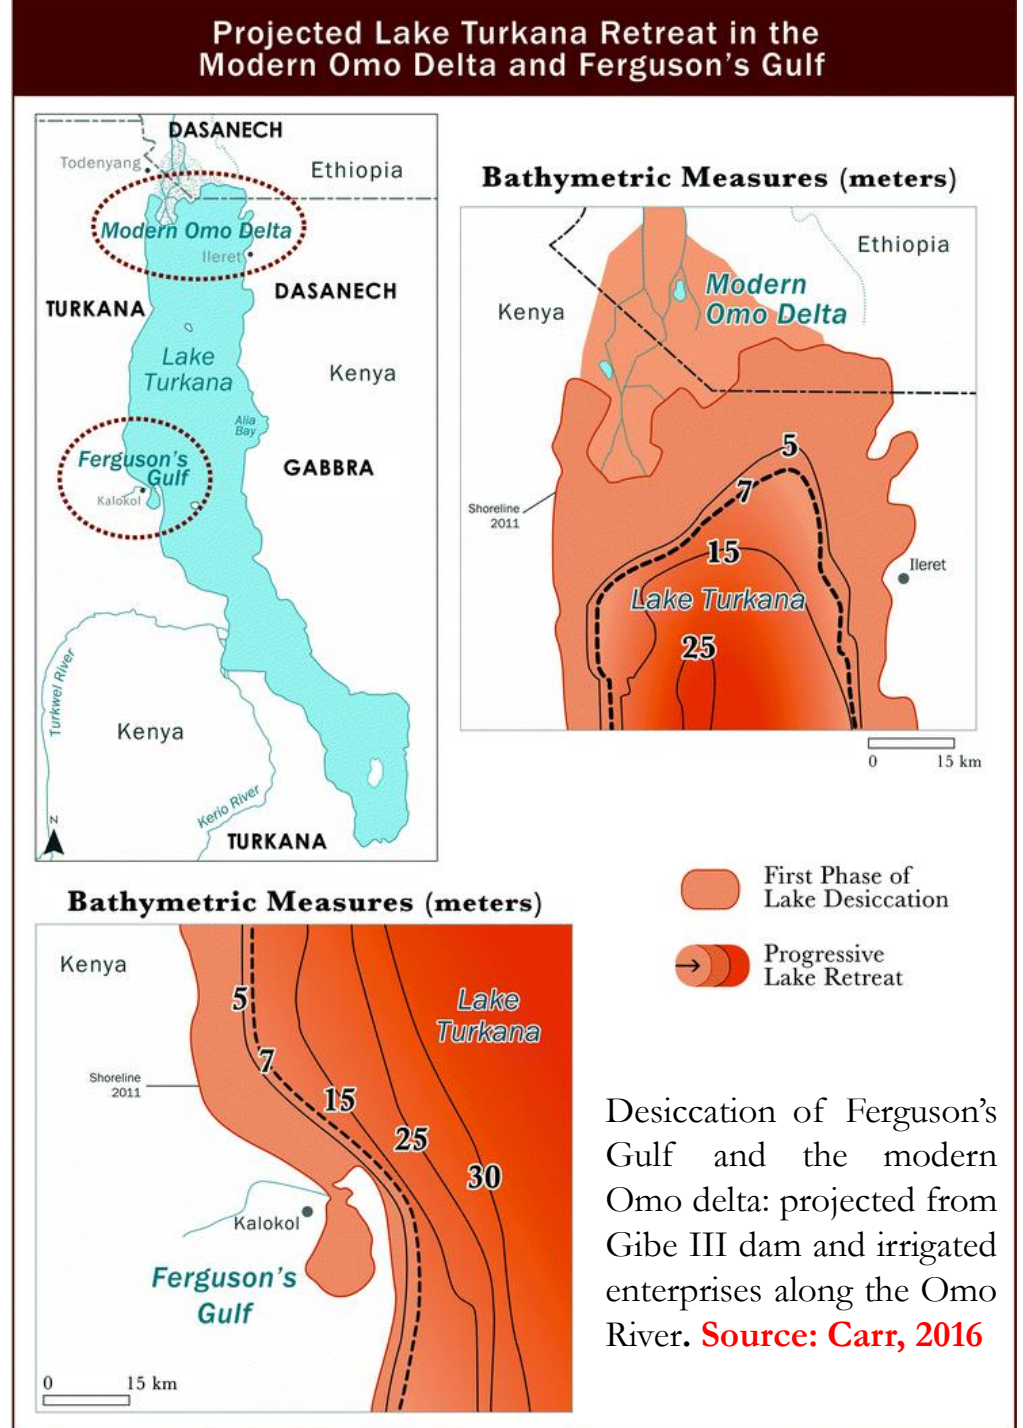 Projected Lake Turkana Retreat in the
Modern Omo Delta and Ferguson's Gulf
DASANECH
Todenyang
Ethiopia
Modern Omo Delta
Ileret
DASANECH
TURKANA
Lake
Turkana
Kenya
Alia
Bay
Ferguson's
Gulf
GABBRA
Kalokol
Turkwel River
Kenya
Kerio River
N
TURKANA
Bathymetric Measures (meters)
Ethiopia
Modern
Omo Delta
Kenya
5
7
Shoreline
2011
15
Ileret
Lake Turkana
25
0 15 km
First Phase of
Lake Desiccation
Progressive
Lake Retreat
Bathymetric Measures (meters)
Kenya
5
Lake
Turkana
7
Shoreline
2011
15
25
30
Kalokol
Ferguson's
Gulf
0 15 km
Desiccation of Ferguson's
Gulf and the modern
Omo delta: projected from
Gibe III dam and irrigated
enterprises along the Omo
River. Source: Carr, 2016